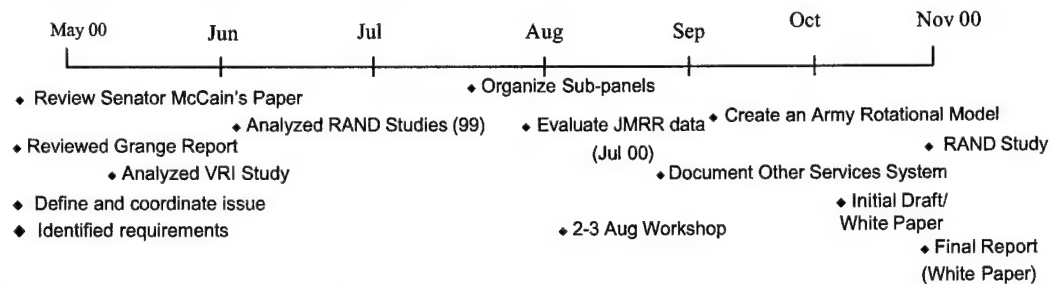 May 00 Jun Jul Aug Sep Oct Nov 00
♦ Organize Sub-panels
♦ Review Senator McCain's Paper
♦ Create an Army Rotational Model
♦ Analyzed RAND Studies (99)
♦ Evaluate JMRR data
(Jul 00)
♦ Reviewed Grange Report
♦ RAND Study
♦ Analyzed VRI Study
♦ Document Other Services System
♦ Define and coordinate issue
♦ Initial Draft/
White Paper
♦ Identified requirements
♦ 2-3 Aug Workshop
♦ Final Report
(White Paper)